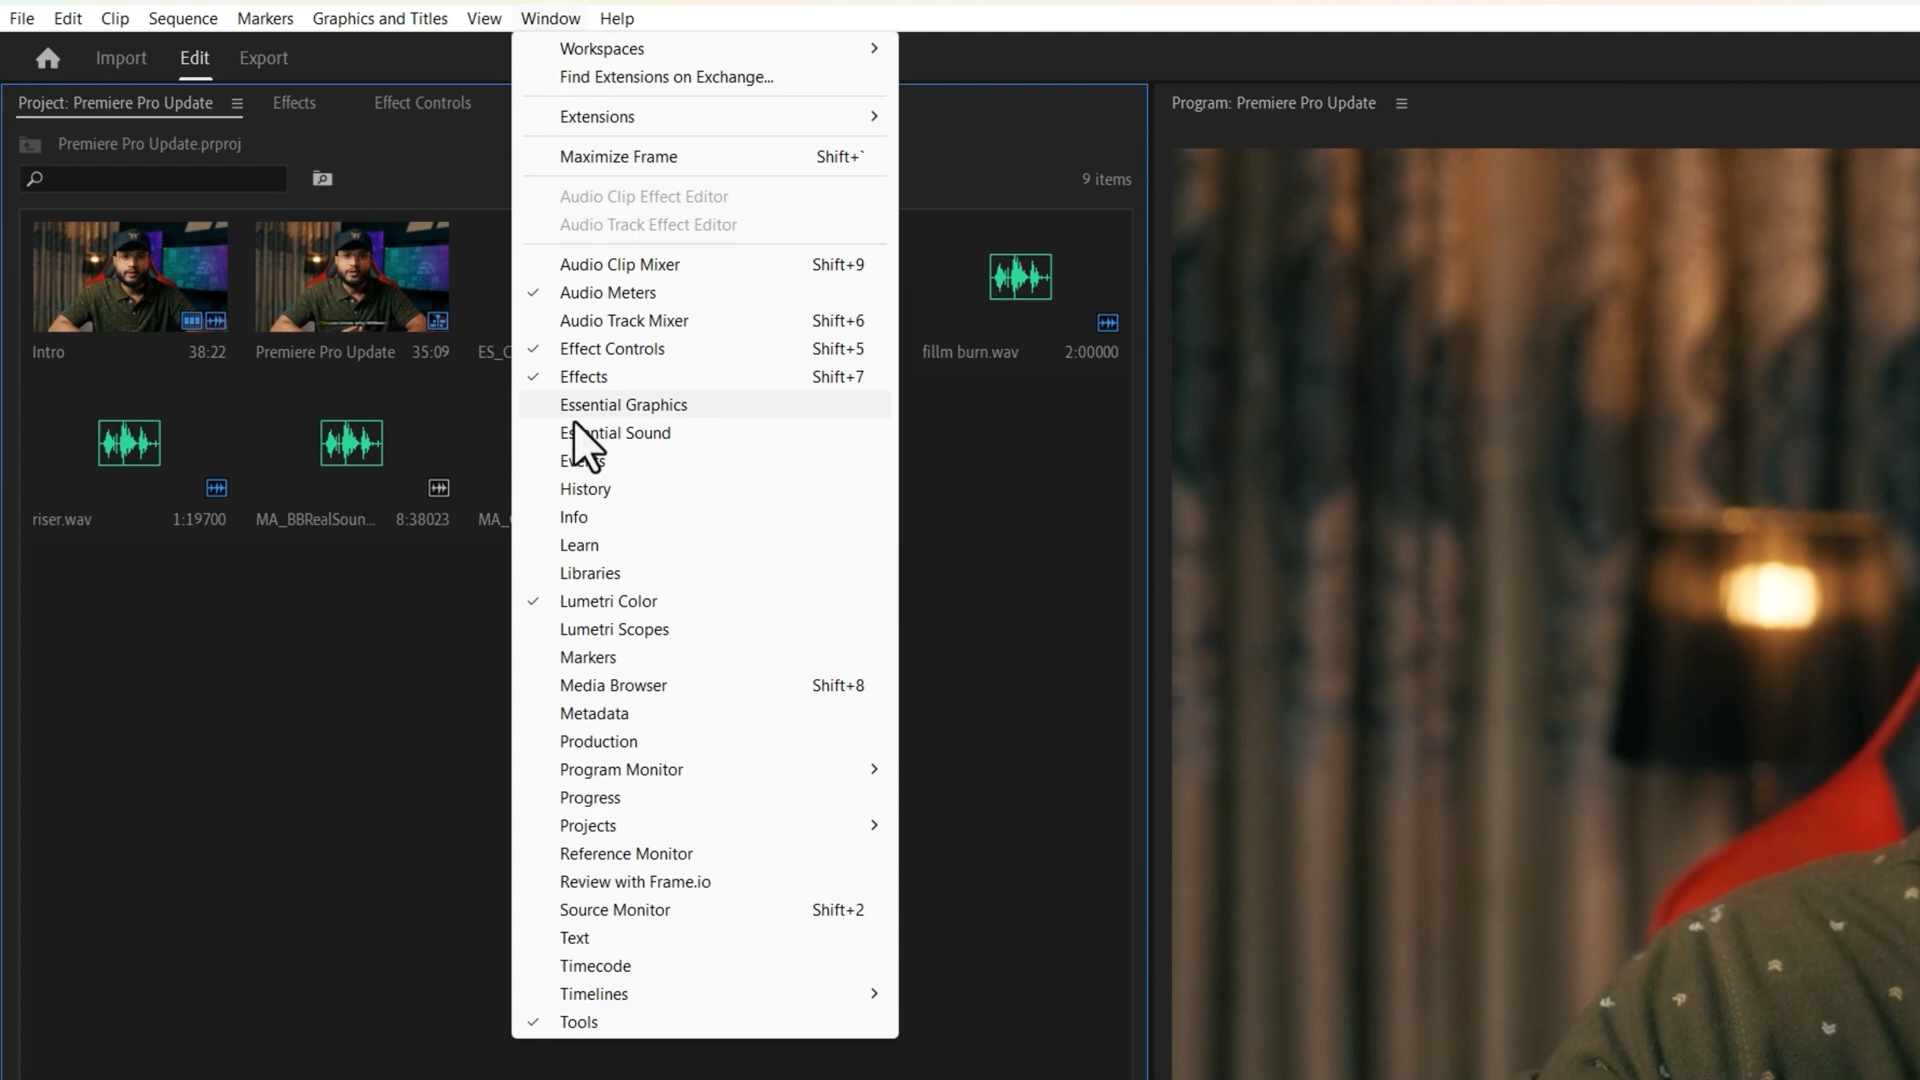 File Edit Clip Sequence Markers Graphics and Titles View Window Help
Import Edit Export
Project: Premiere Pro Update Effects Effect Controls
Premiere Pro Update.prproj
9 items
Intro 38:22
Premiere Pro Update 35:09
ES_C
fillm burn.wav 2:00000
riser.wav 1:19700
MA_BBRealSoun... 8:38023
MA_
Workspaces
Find Extensions on Exchange...
Extensions
Maximize Frame Shift+`
Audio Clip Effect Editor
Audio Track Effect Editor
Audio Clip Mixer Shift+9
Audio Meters
Audio Track Mixer Shift+6
Effect Controls Shift+5
Effects Shift+7
Essential Graphics
Essential Sound
Events
History
Info
Learn
Libraries
Lumetri Color
Lumetri Scopes
Markers
Media Browser Shift+8
Metadata
Production
Program Monitor
Progress
Projects
Reference Monitor
Review with Frame.io
Source Monitor Shift+2
Text
Timecode
Timelines
Tools
Program: Premiere Pro Update